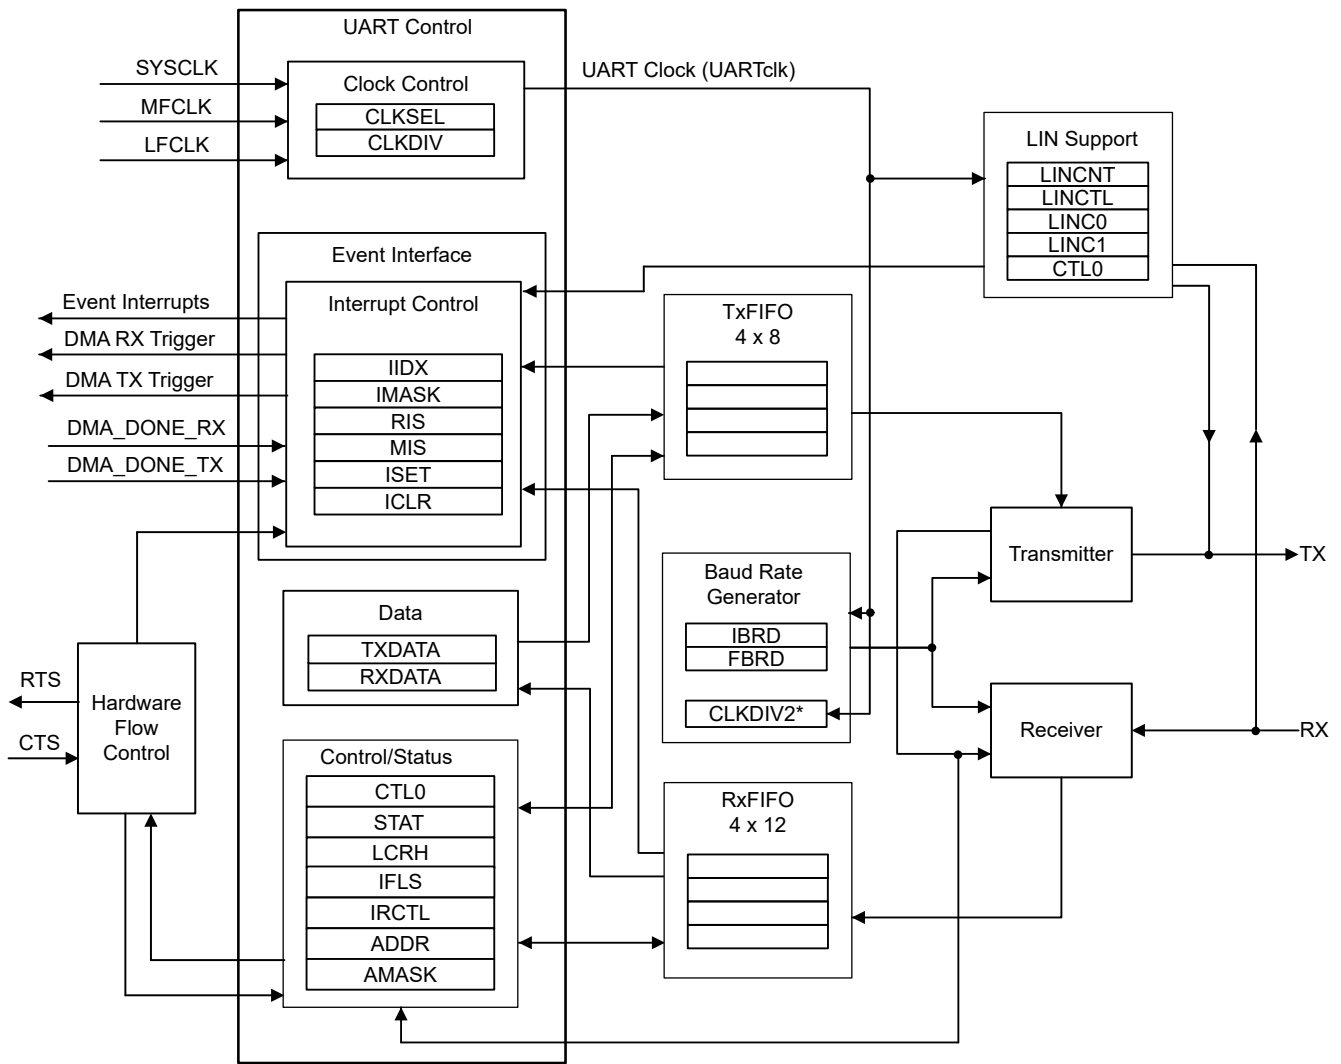 UART Control
SYSCLK
MFCLK
LFCLK
Clock Control
CLKSEL
CLKDIV
UART Clock (UARTclk)
LIN Support
LINCNT
LINCTL
LINC0
LINC1
CTL0
Event Interface
Interrupt Control
IIDX
IMASK
RIS
MIS
ISET
ICLR
Event Interrupts
DMA RX Trigger
DMA TX Trigger
DMA_DONE_RX
DMA_DONE_TX
TxFIFO
4 x 8
Transmitter
TX
Baud Rate
Generator
IBRD
FBRD
CLKDIV2*
Data
TXDATA
RXDATA
RTS
CTS
Hardware
Flow
Control
Receiver
RX
Control/Status
CTL0
STAT
LCRH
IFLS
IRCTL
ADDR
AMASK
RxFIFO
4 x 12